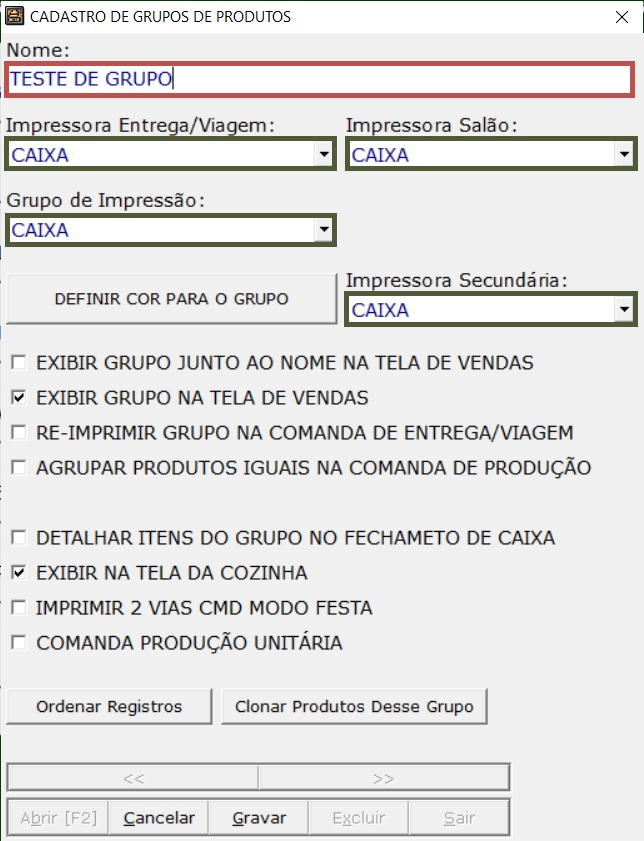 CADASTRO DE GRUPOS DE PRODUTOS
Nome:
TESTE DE GRUPO
Impressora Entrega/Viagem: Impressora Salão:
CAIXA CAIXA
Grupo de Impressão:
CAIXA
Impressora Secundária:
DEFINIR COR PARA O GRUPO CAIXA
EXIBIR GRUPO JUNTO AO NOME NA TELA DE VENDAS
EXIBIR GRUPO NA TELA DE VENDAS
RE-IMPRIMIR GRUPO NA COMANDA DE ENTREGA/VIAGEM
AGRUPAR PRODUTOS IGUAIS NA COMANDA DE PRODUÇÃO
DETALHAR ITENS DO GRUPO NO FECHAMETO DE CAIXA
EXIBIR NA TELA DA COZINHA
IMPRIMIR 2 VIAS CMD MODO FESTA
COMANDA PRODUÇÃO UNITÁRIA
Ordenar Registros Clonar Produtos Desse Grupo
<< >>
Abrir [F2] Cancelar Gravar Excluir Sair